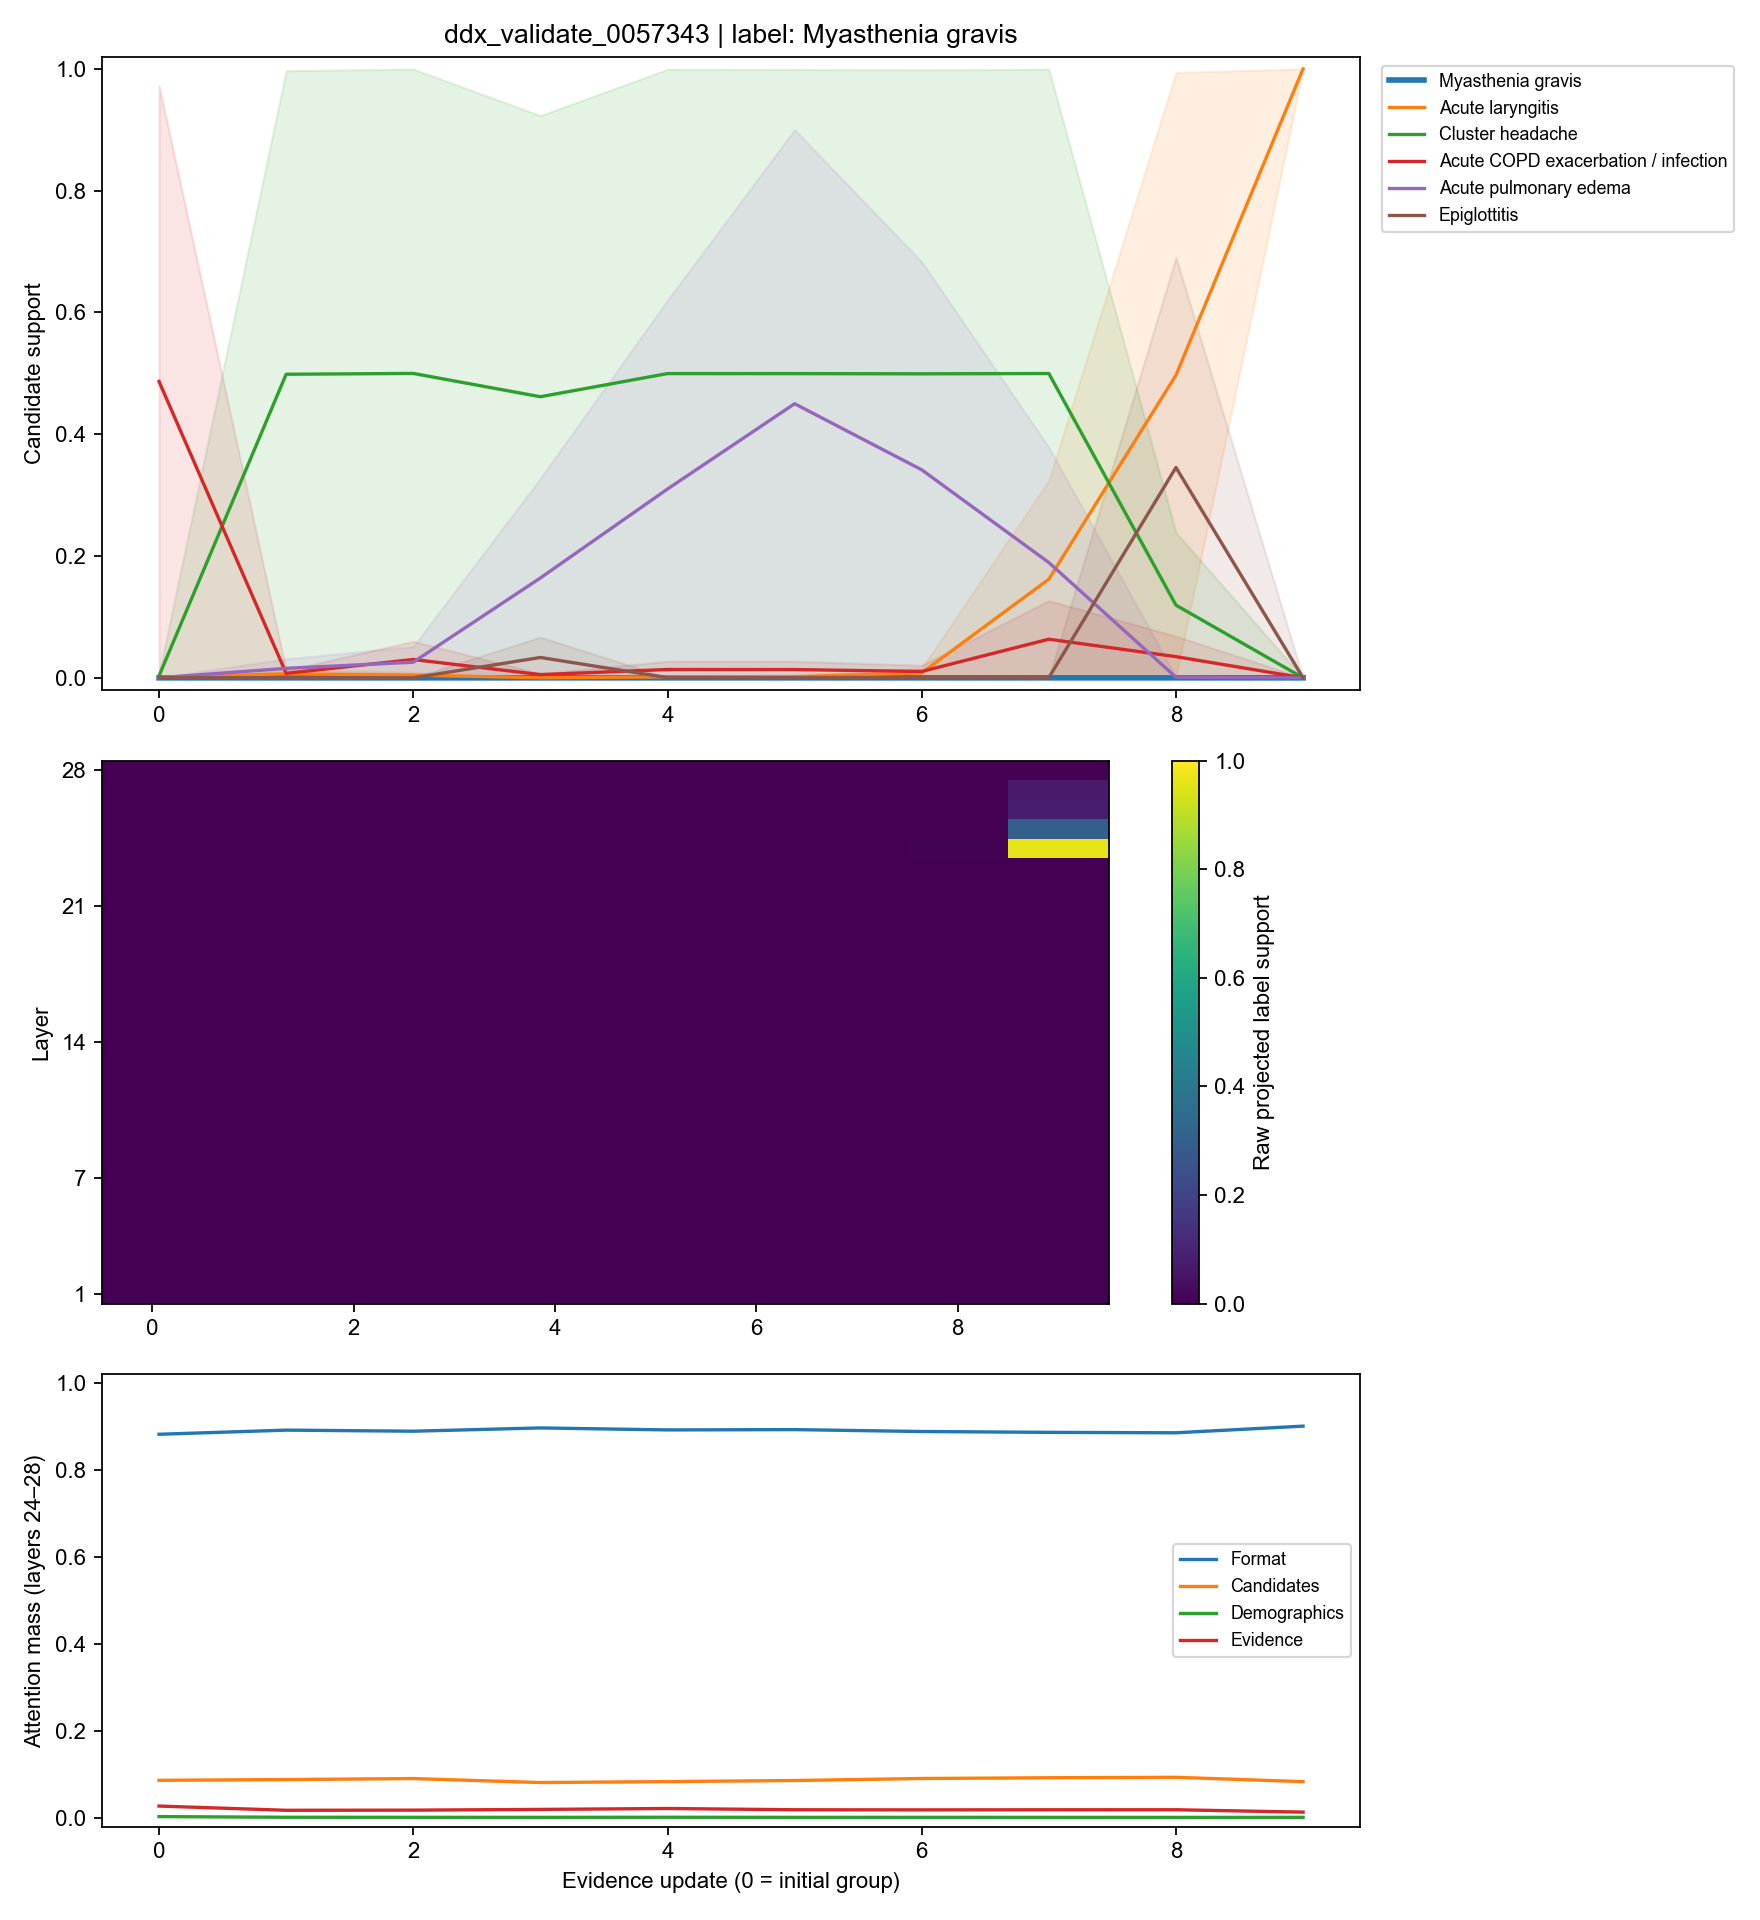 ddx_validate_0057343 | label: Myasthenia gravis
Candidate support
1.0
0.8
0.6
0.4
0.2
0.0
0 2 4 6 8
Myasthenia gravis
Acute laryngitis
Cluster headache
Acute COPD exacerbation / infection
Acute pulmonary edema
Epiglottitis
Layer
28
21
14
7
1
0 2 4 6 8
1.0
0.8
0.6
0.4
0.2
0.0
Raw projected label support
Attention mass (layers 24–28)
1.0
0.8
0.6
0.4
0.2
0.0
Format
Candidates
Demographics
Evidence
0 2 4 6 8
Evidence update (0 = initial group)